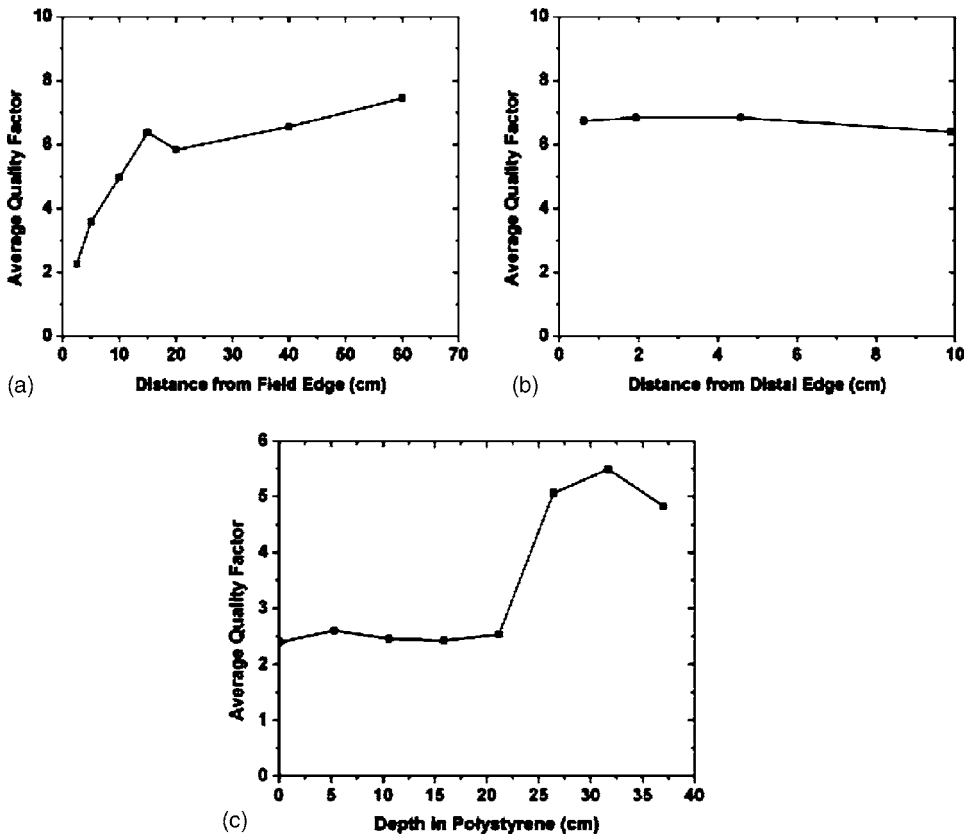 10
8
6
4
2
0
Average Quality Factor
0 10 20 30 40 50 60 70
Distance from Field Edge (cm)
(a)
10
8
6
4
2
0
Average Quality Factor
0 2 4 6 8 10
Distance from Distal Edge (cm)
(b)
6
5
4
3
2
1
0
Average Quality Factor
0 5 10 15 20 25 30 35 40
Depth in Polystyrene (cm)
(c)